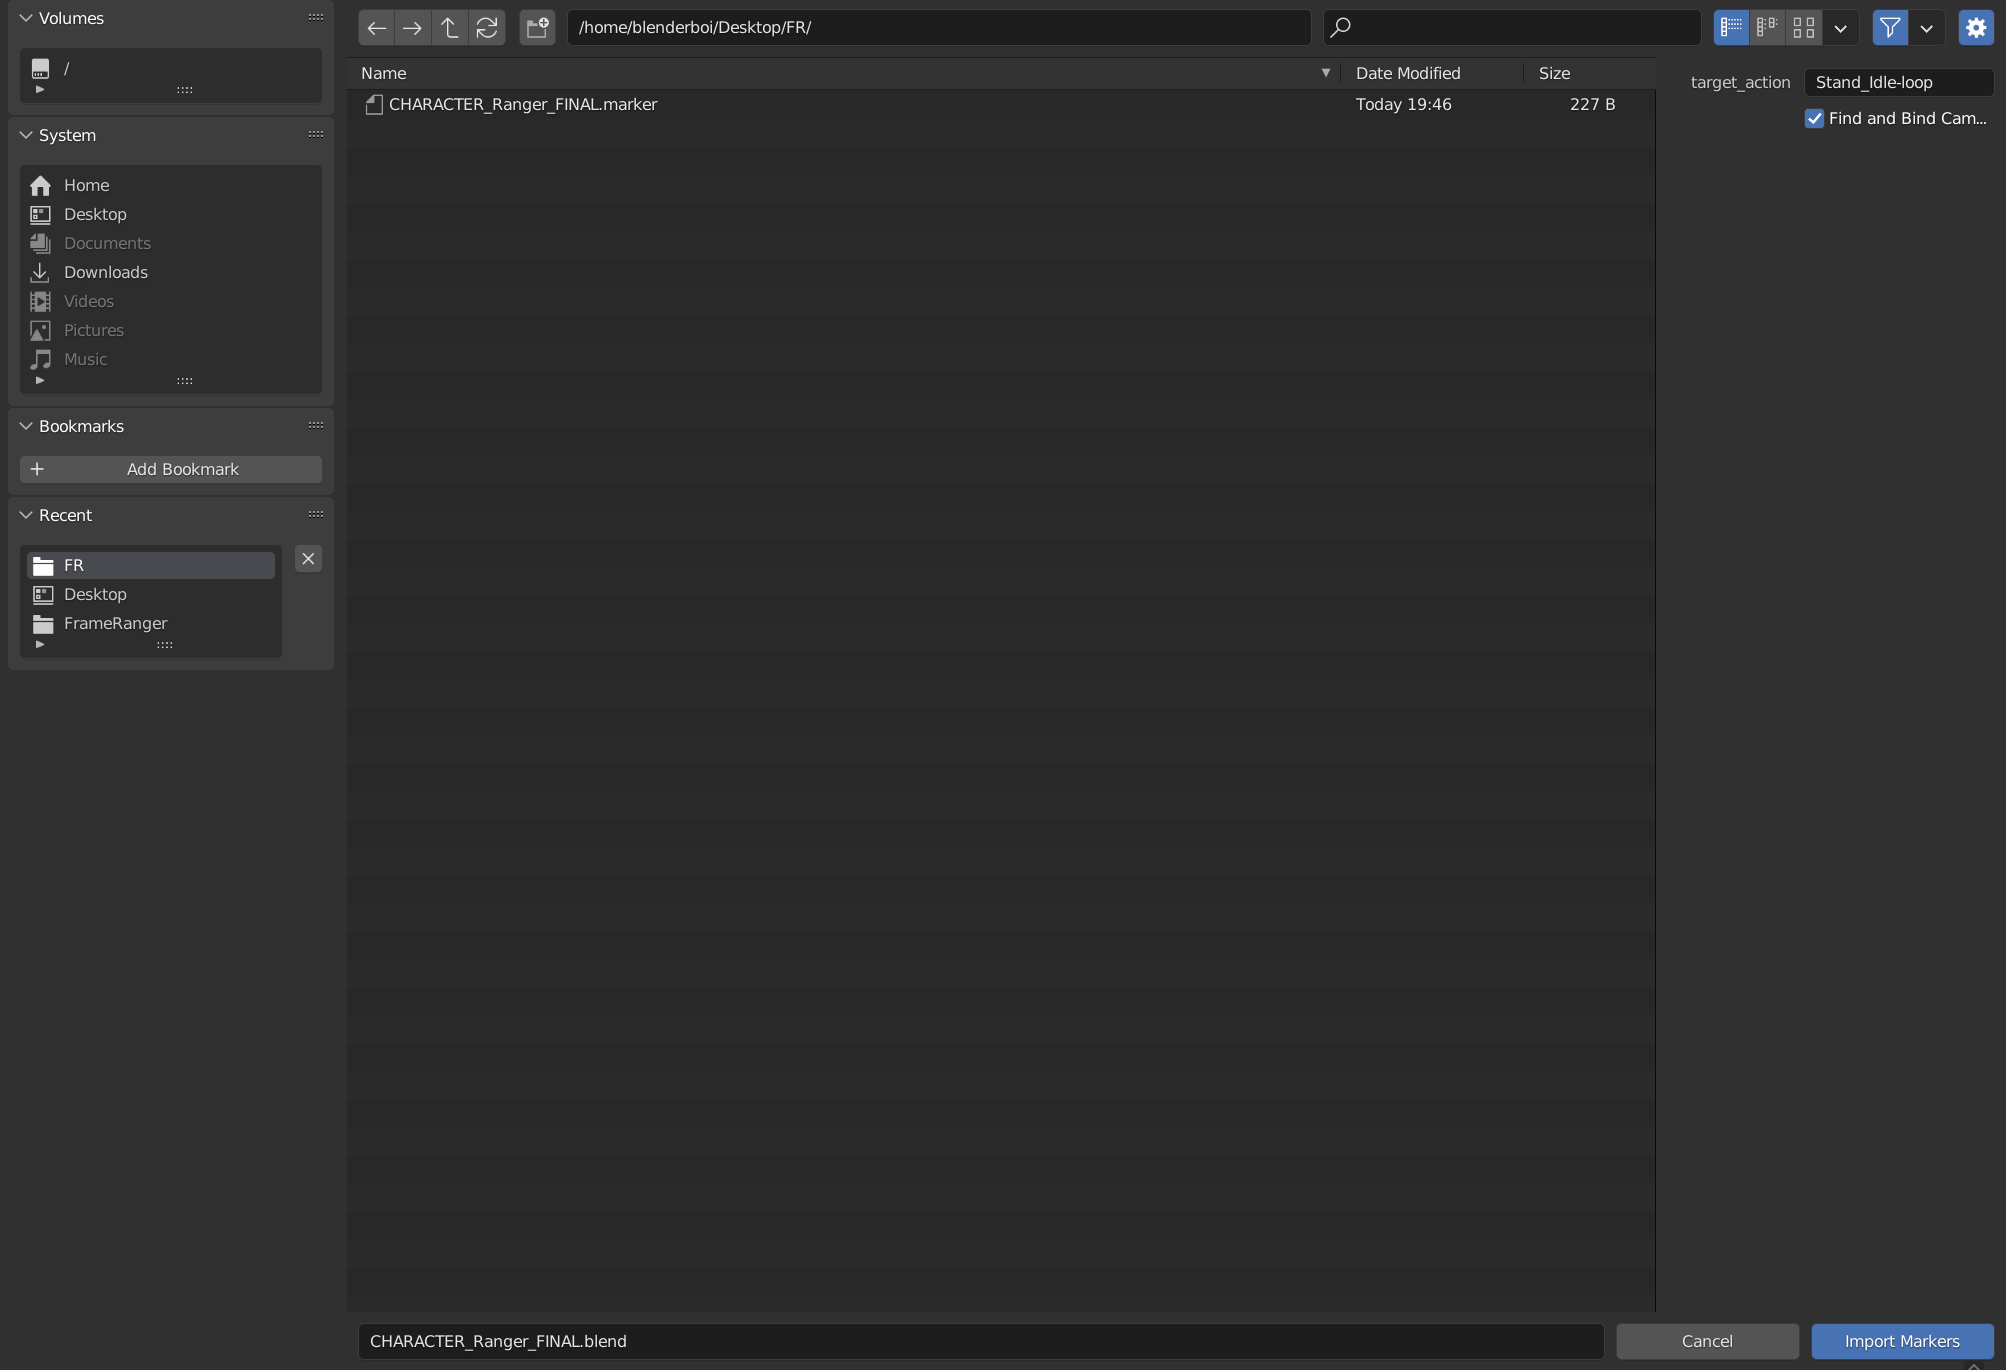 Volumes
/
System
Home
Desktop
Documents
Downloads
Videos
Pictures
Music
Bookmarks
Add Bookmark
Recent
FR
Desktop
FrameRanger
/home/blenderboi/Desktop/FR/
Name Date Modified Size
CHARACTER_Ranger_FINAL.marker Today 19:46 227 B
target_action Stand_Idle-loop
Find and Bind Cam...
CHARACTER_Ranger_FINAL.blend
Cancel
Import Markers